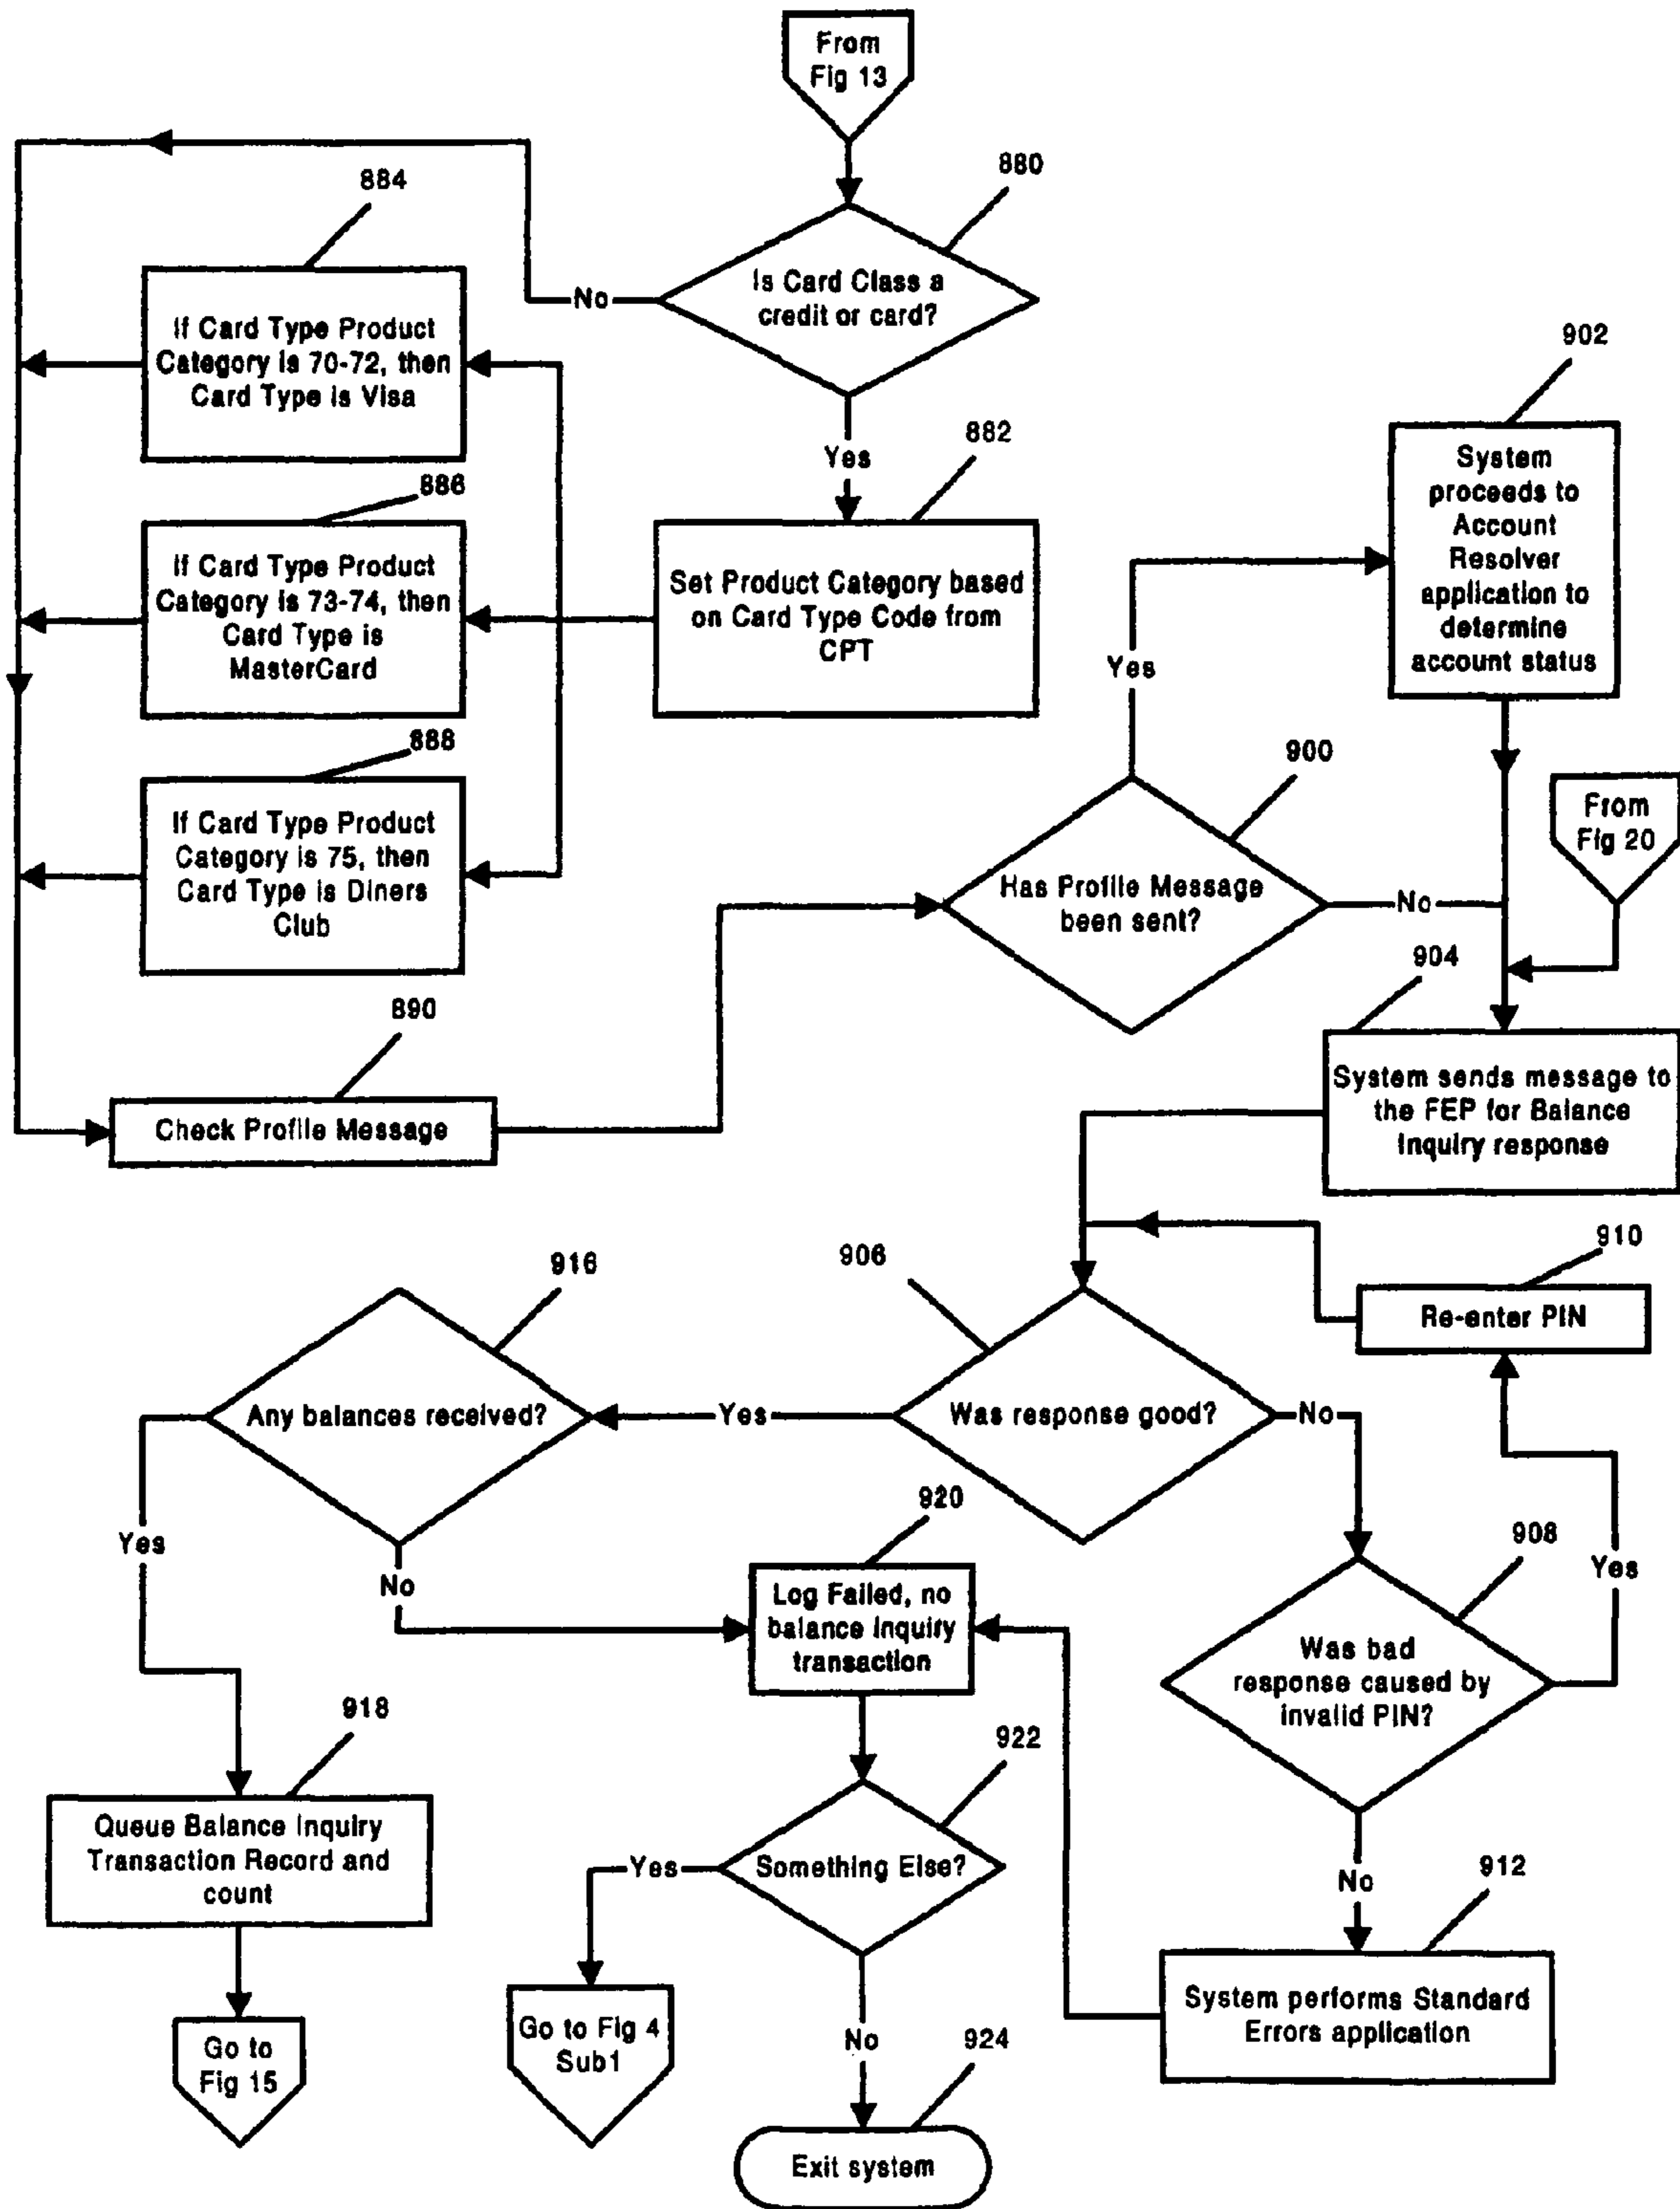 From
Fig 13
880
884
Is Card Class a
credit or card?
No
If Card Type Product
Category is 70-72, then
Card Type is Visa
902
Yes
882
System
proceeds to
Account
Resolver
application to
determine
account status
886
If Card Type Product
Category is 73-74, then
Card Type is
MasterCard
Set Product Category based
on Card Type Code from
CPT
Yes
888
900
If Card Type Product
Category is 75, then
Card Type is Diners
Club
From
Fig 20
Has Profile Message
been sent?
No
904
890
Check Profile Message
System sends message to
the FEP for Balance
Inquiry response
916
906
910
Re-enter PIN
Any balances received?
Yes
Was response good?
No
920
Yes
No
908
Yes
Log Failed, no
balance inquiry
transaction
Was bad
response caused by
invalid PIN?
918
922
Queue Balance Inquiry
Transaction Record and
count
Yes
Something Else?
No
912
System performs Standard
Errors application
Go to
Fig 15
Go to Fig 4
Sub1
No
924
Exit system